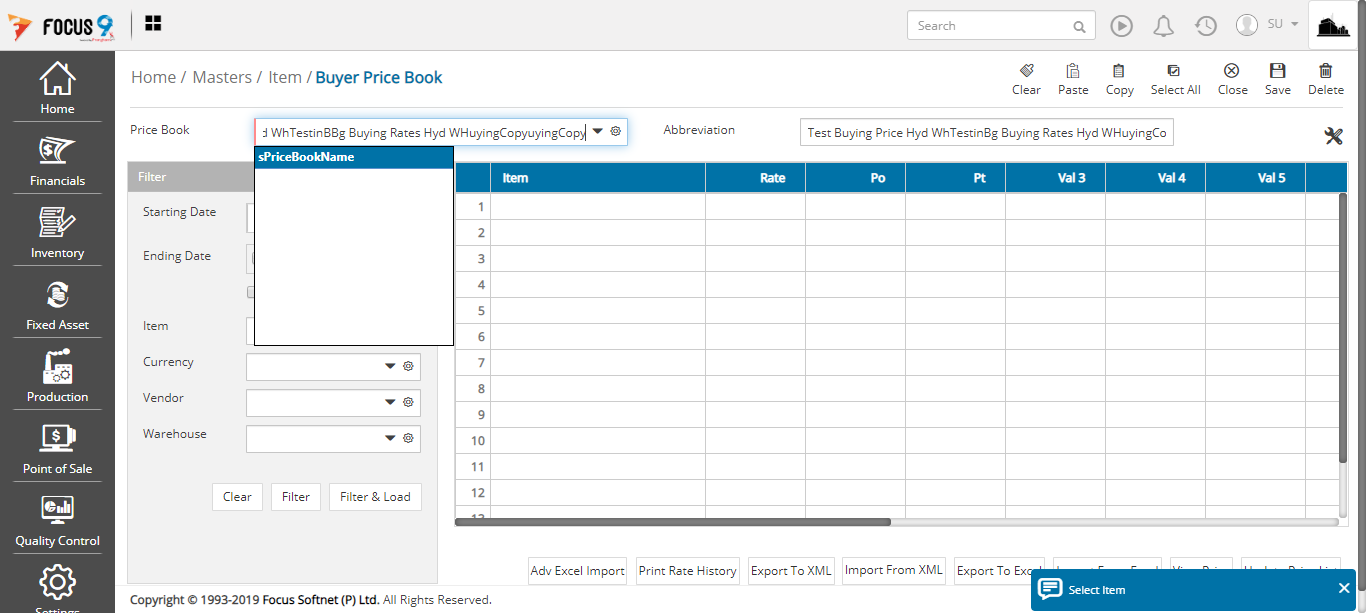 FOCUS 9
Search
SU
Home / Masters / Item / Buyer Price Book
Clear
Paste
Copy
Select All
Close
Save
Delete
Home
Financials
Inventory
Fixed Asset
Production
Point of Sale
Quality Control
Settings
Price Book
d WhTestinBBg Buying Rates Hyd WHuyingCopyuyingCopy
Abbreviation
Test Buying Price Hyd WhTestinBg Buying Rates Hyd WHuyingCo
sPriceBookName
Filter
Starting Date
Ending Date
Item
Currency
Vendor
Warehouse
Clear
Filter
Filter & Load
Item Rate Po Pt Val 3 Val 4 Val 5
1
2
3
4
5
6
7
8
9
10
11
12
13
Adv Excel Import
Print Rate History
Export To XML
Import From XML
Export To Excel
Select Item
Copyright © 1993-2019 Focus Softnet (P) Ltd. All Rights Reserved.